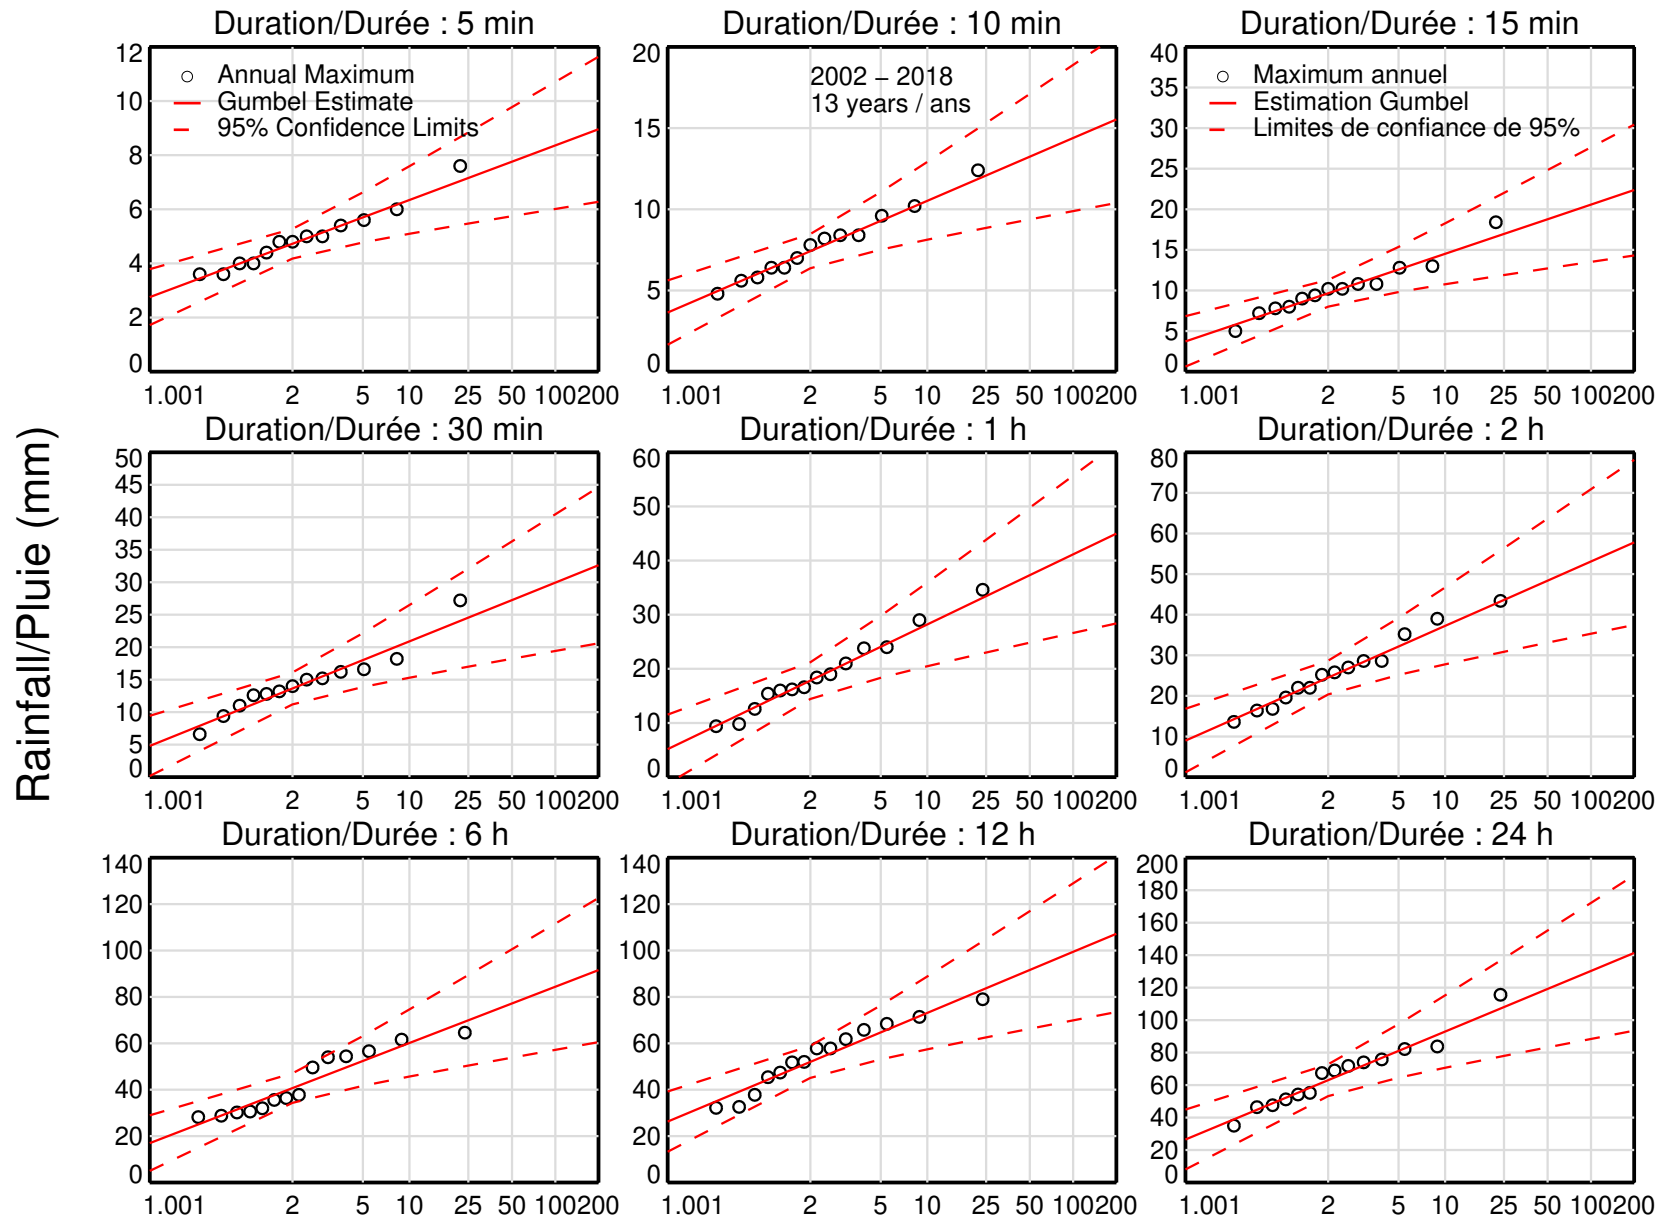 Duration/Durée : 5 min
12
10
8
6
4
2
0
1.001 2 5 10 25 50 100200
○ Annual Maximum
Gumbel Estimate
95% Confidence Limits
Duration/Durée : 10 min
20
15
10
5
0
1.001 2 5 10 25 50 100200
2002 − 2018
13 years / ans
Duration/Durée : 15 min
40
35
30
25
20
15
10
5
0
1.001 2 5 10 25 50 100200
○ Maximum annuel
Estimation Gumbel
Limites de confiance de 95%
Rainfall/Pluie (mm)
Duration/Durée : 30 min
50
45
40
35
30
25
20
15
10
5
0
1.001 2 5 10 25 50 100200
Duration/Durée : 1 h
60
50
40
30
20
10
0
1.001 2 5 10 25 50 100200
Duration/Durée : 2 h
80
70
60
50
40
30
20
10
0
1.001 2 5 10 25 50 100200
Duration/Durée : 6 h
140
120
100
80
60
40
20
0
1.001 2 5 10 25 50 100200
Duration/Durée : 12 h
140
120
100
80
60
40
20
0
1.001 2 5 10 25 50 100200
Duration/Durée : 24 h
200
180
160
140
120
100
80
60
40
20
0
1.001 2 5 10 25 50 100200